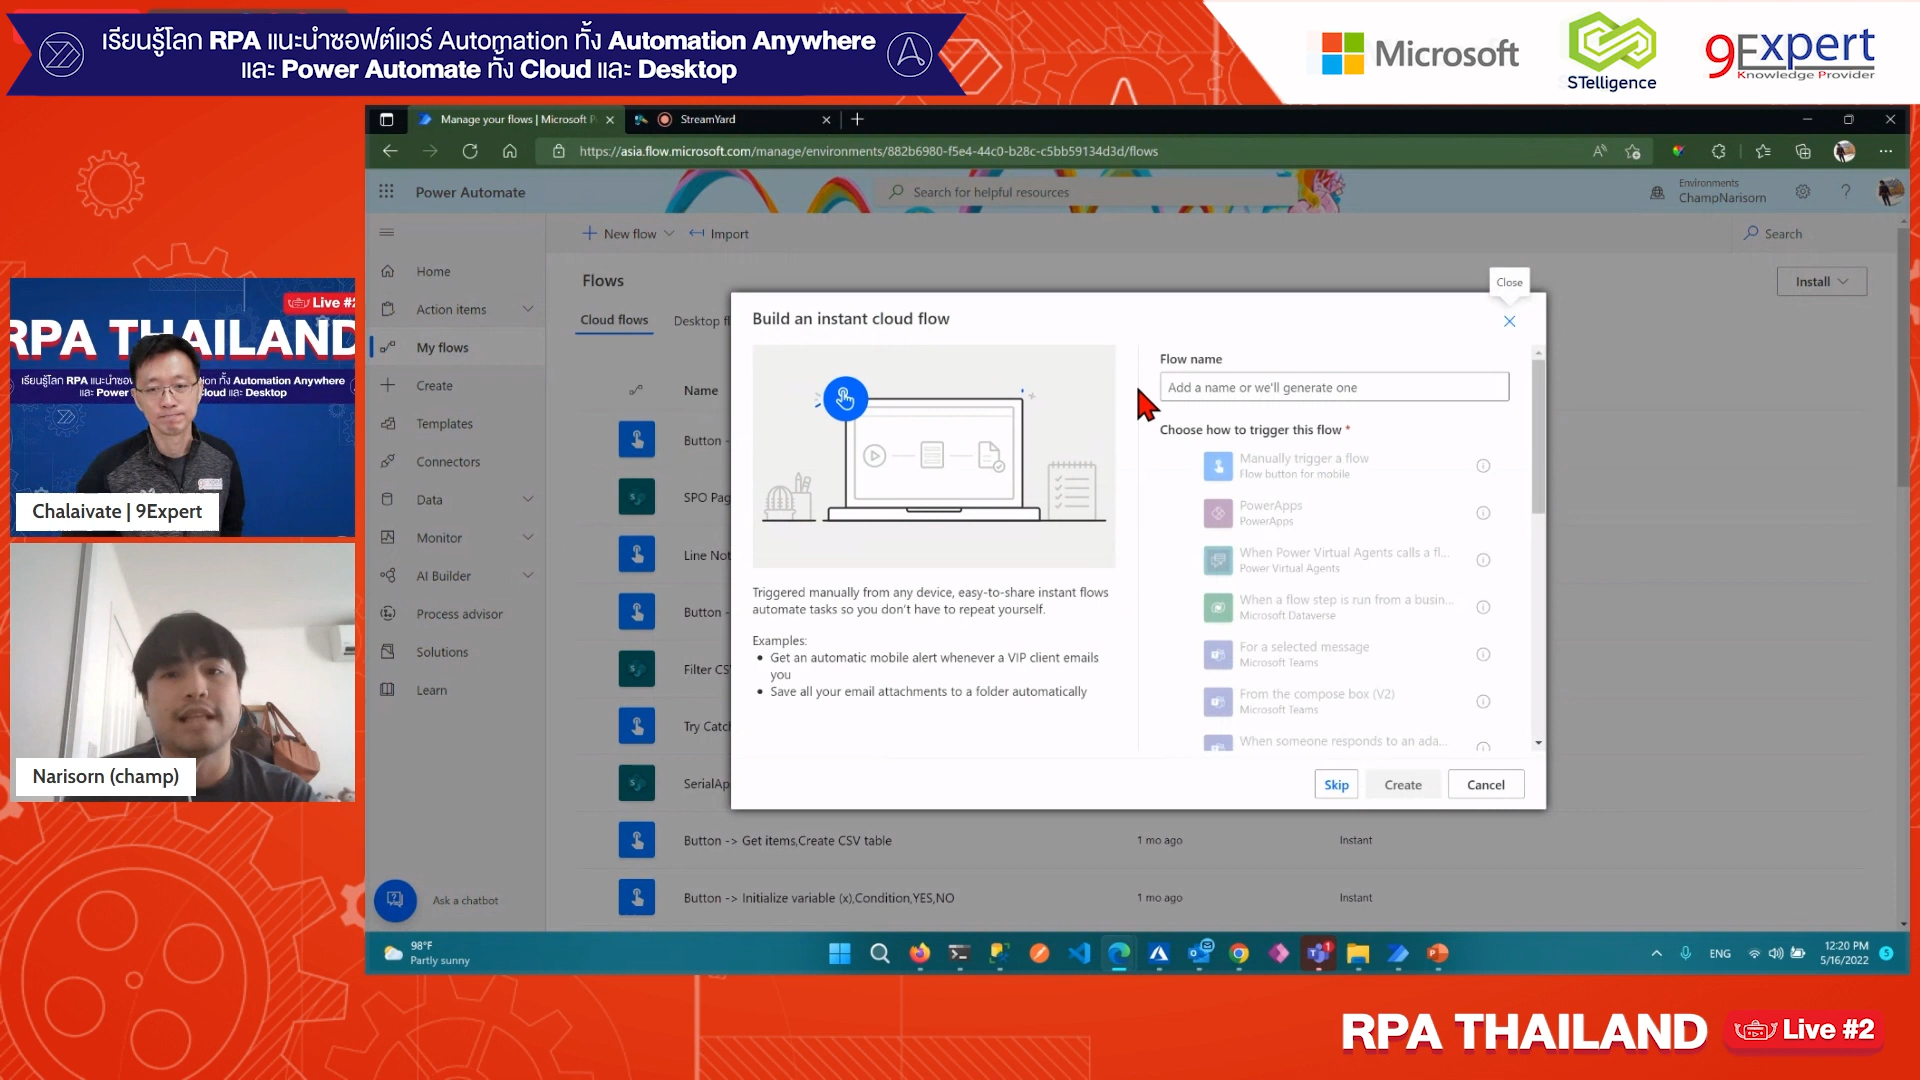 เรียนรู้โลก RPA แนะนำซอฟต์แวร์ Automation ทั้ง Automation Anywhere
และ Power Automate ทั้ง Cloud และ Desktop
Microsoft
STelligence
9Expert
Knowledge Provider
Manage your flows | Microsoft P
StreamYard
https://asia.flow.microsoft.com/manage/environments/882b6980-f5e4-44c0-b28c-c5bb59134d3d/flows
Power Automate
Search for helpful resources
Environments
ChampNarisorn
New flow
Import
Search
Home
Action items
My flows
Create
Templates
Connectors
Data
Monitor
AI Builder
Process advisor
Solutions
Learn
Ask a chatbot
Flows
Install
Cloud flows
Desktop fl
Name
Button -
SPO Pag
Line Not
Button -
Filter CS
Try Catc
SerialAp
Button -> Get items,Create CSV table
1 mo ago
Instant
Button -> Initialize variable (x),Condition,YES,NO
1 mo ago
Instant
Close
Build an instant cloud flow
Triggered manually from any device, easy-to-share instant flows
automate tasks so you don't have to repeat yourself.
Examples:
Get an automatic mobile alert whenever a VIP client emails
you
Save all your email attachments to a folder automatically
Flow name
Add a name or we'll generate one
Choose how to trigger this flow *
Manually trigger a flow
Flow button for mobile
PowerApps
PowerApps
When Power Virtual Agents calls a fl...
Power Virtual Agents
When a flow step is run from a busin...
Microsoft Dataverse
For a selected message
Microsoft Teams
From the compose box (V2)
Microsoft Teams
When someone responds to an ada...
Skip
Create
Cancel
Live #2
RPA THAILAND
Chalaivate | 9Expert
Narisorn (champ)
98°F
Partly sunny
ENG
12:20 PM
5/16/2022
5
RPA THAILAND
Live #2